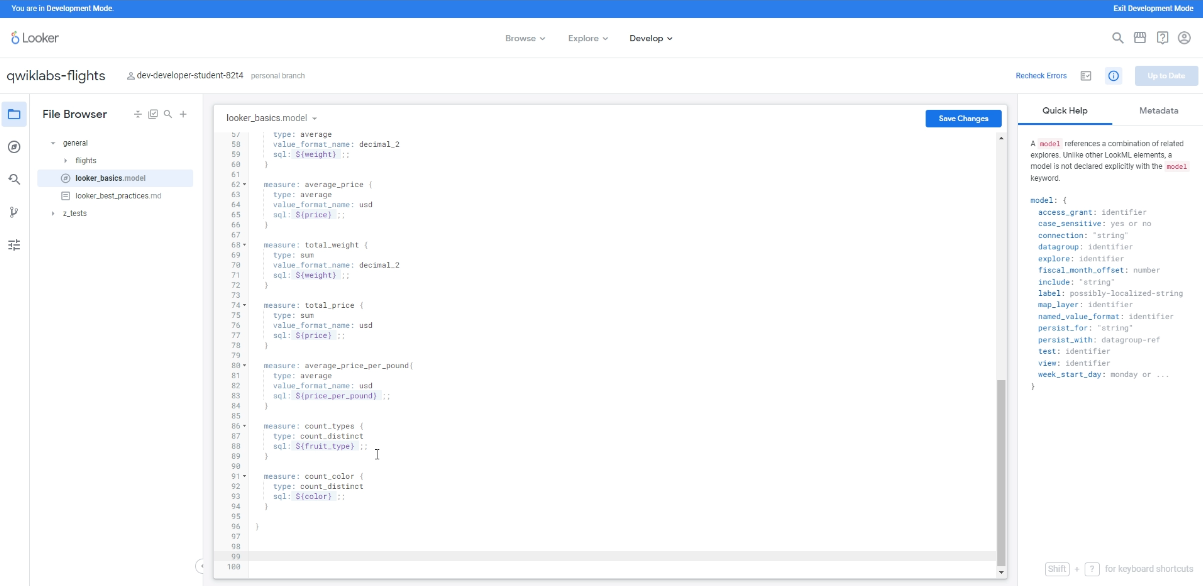 You are in Development Mode.
Exit Development Mode
Looker
Browse
Explore
Develop
qwiklabs-flights
dev-developer-student-82t4
personal branch
Recheck Errors
Up to Date
File Browser
general
flights
looker_basics.model
looker_best_practices.md
z_tests
looker_basics.model
Save Changes
57 type: average
58 value_format_name: decimal_2
59 sql: ${weight} ;;
60 }
61
62 measure: average_price {
63 type: average
64 value_format_name: usd
65 sql: ${price} ;;
66 }
67
68 measure: total_weight {
69 type: sum
70 value_format_name: decimal_2
71 sql: ${weight} ;;
72 }
73
74 measure: total_price {
75 type: sum
76 value_format_name: usd
77 sql: ${price} ;;
78 }
79
80 measure: average_price_per_pound{
81 type: average
82 value_format_name: usd
83 sql: ${price_per_pound} ;;
84 }
85
86 measure: count_types {
87 type: count_distinct
88 sql: ${fruit_type} ;;
89 }
90
91 measure: count_color {
92 type: count_distinct
93 sql: ${color} ;;
94 }
95
96 }
97
98
99
100
Quick Help
Metadata
A model references a combination of related
explores. Unlike other LookML elements, a
model is not declared explicitly with the model
keyword.
model: {
access_grant: identifier
case_sensitive: yes or no
connection: "string"
datagroup: identifier
explore: identifier
fiscal_month_offset: number
include: "string"
label: possibly-localized-string
map_layer: identifier
named_value_format: identifier
persist_for: "string"
persist_with: datagroup-ref
test: identifier
view: identifier
week_start_day: monday or ...
}
Shift + ? for keyboard shortcuts